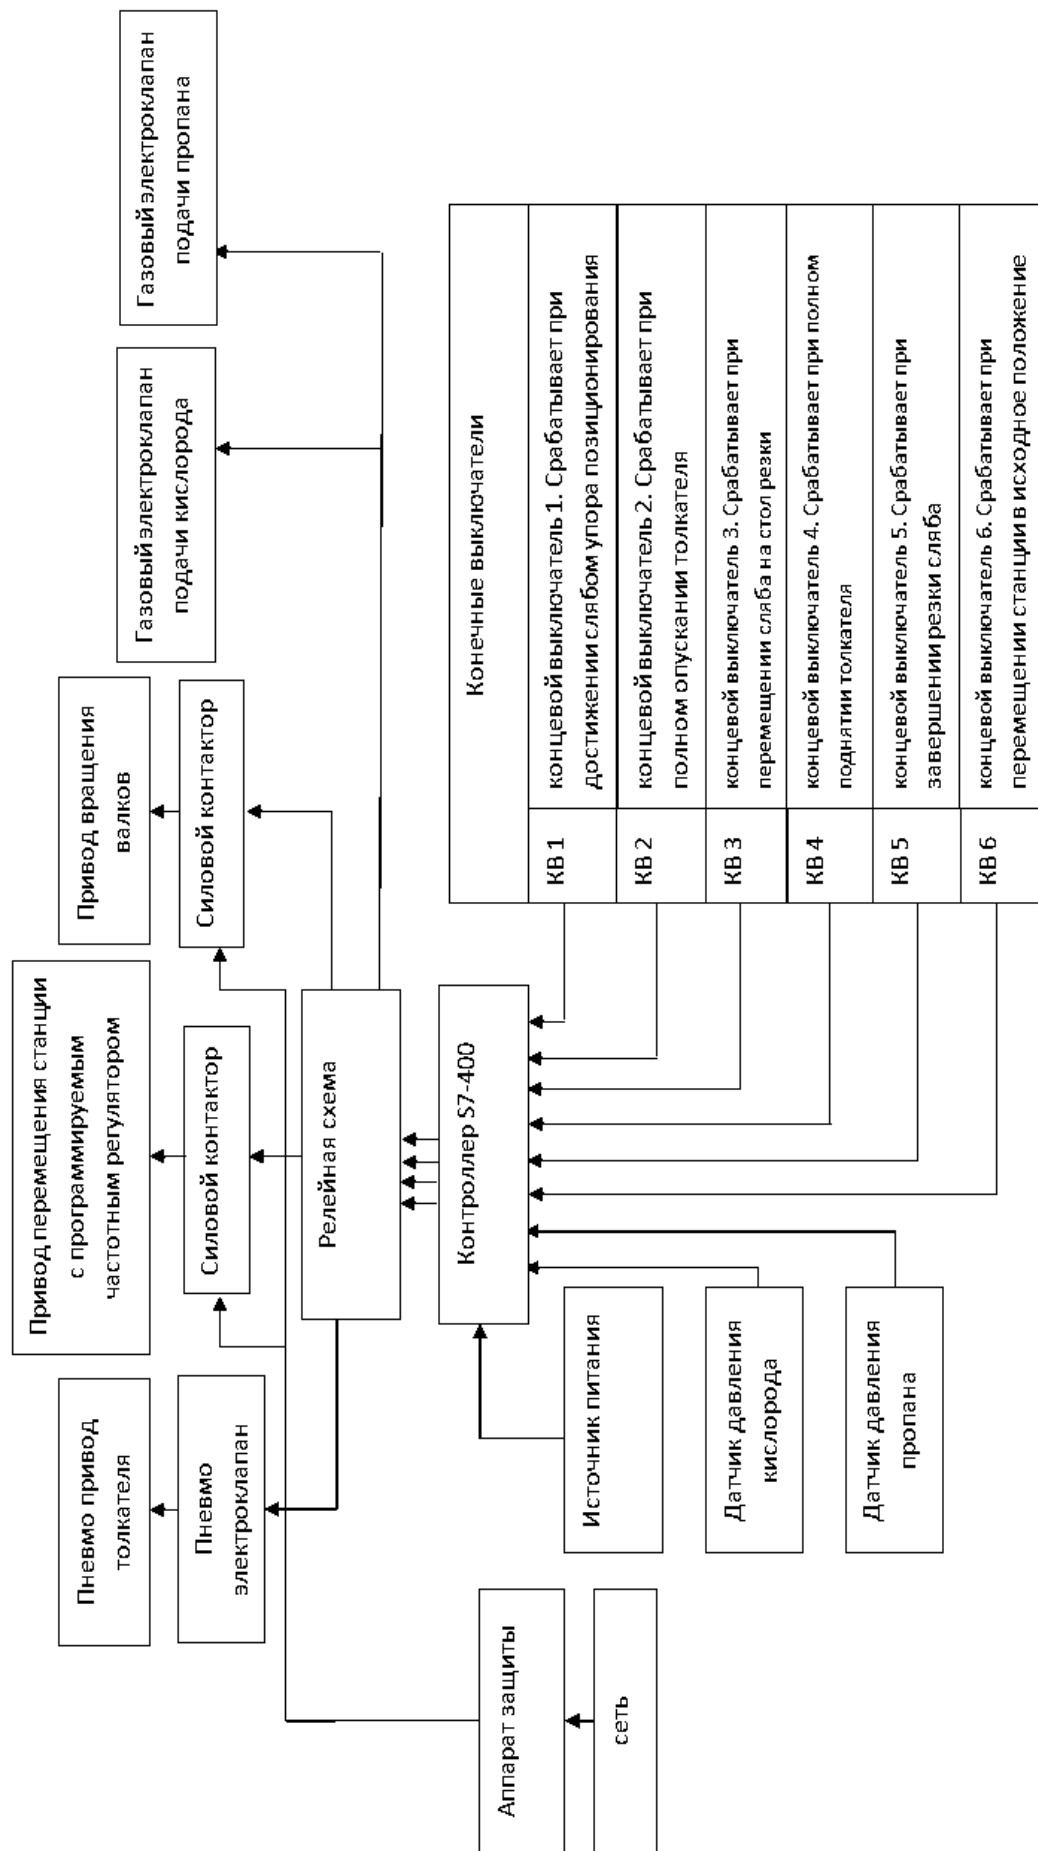 Пневмо привод
толкателя
Привод перемещения станции
с программируемым
частотным регулятором
Привод вращения
валков
Газовый электроклапан
подачи кислорода
Газовый электроклапан
подачи пропана
Пневмо
электроклапан
Силовой контактор
Силовой контактор
Релейная схема
Аппарат защиты
сеть
Контроллер S7-400
Источник питания
Датчик давления
кислорода
Датчик давления
пропана
Конечные выключатели
КВ 1
концевой выключатель 1. Срабатывает при
достижении слябом упора позиционирования
КВ 2
концевой выключатель 2. Срабатывает при
полном опускании толкателя
КВ 3
концевой выключатель 3. Срабатывает при
перемещении сляба на стол резки
КВ 4
концевой выключатель 4. Срабатывает при полном
поднятии толкателя
КВ 5
концевой выключатель 5. Срабатывает при
завершении резки сляба
КВ 6
концевой выключатель 6. Срабатывает при
перемещении станции в исходное положение